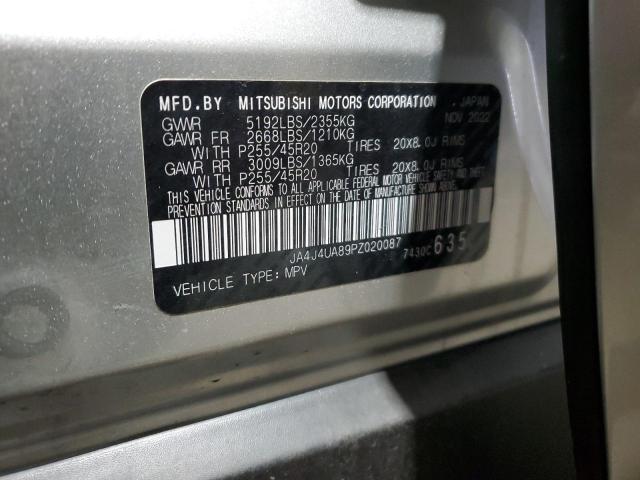 MFD.BY MITSUBISHI MOTORS CORPORATION JAPAN
GVWR 5192LBS/2355KG NOV 2022
GAWR FR 2668LBS/1210KG
WITH P255/45R20 TIRES 20X8.0J RIMS
GAWR RR 3009LBS/1365KG
WITH P255/45R20 TIRES 20X8.0J RIMS
THIS VEHICLE CONFORMS TO ALL APPLICABLE FEDERAL MOTOR VEHICLE SAFETY AND THEFT
PREVENTION STANDARDS IN EFFECT ON THE DATE OF MANUFACTURE SHOWN ABOVE.
JA4J4UA89PZ020087
7430C635
VEHICLE TYPE: MPV